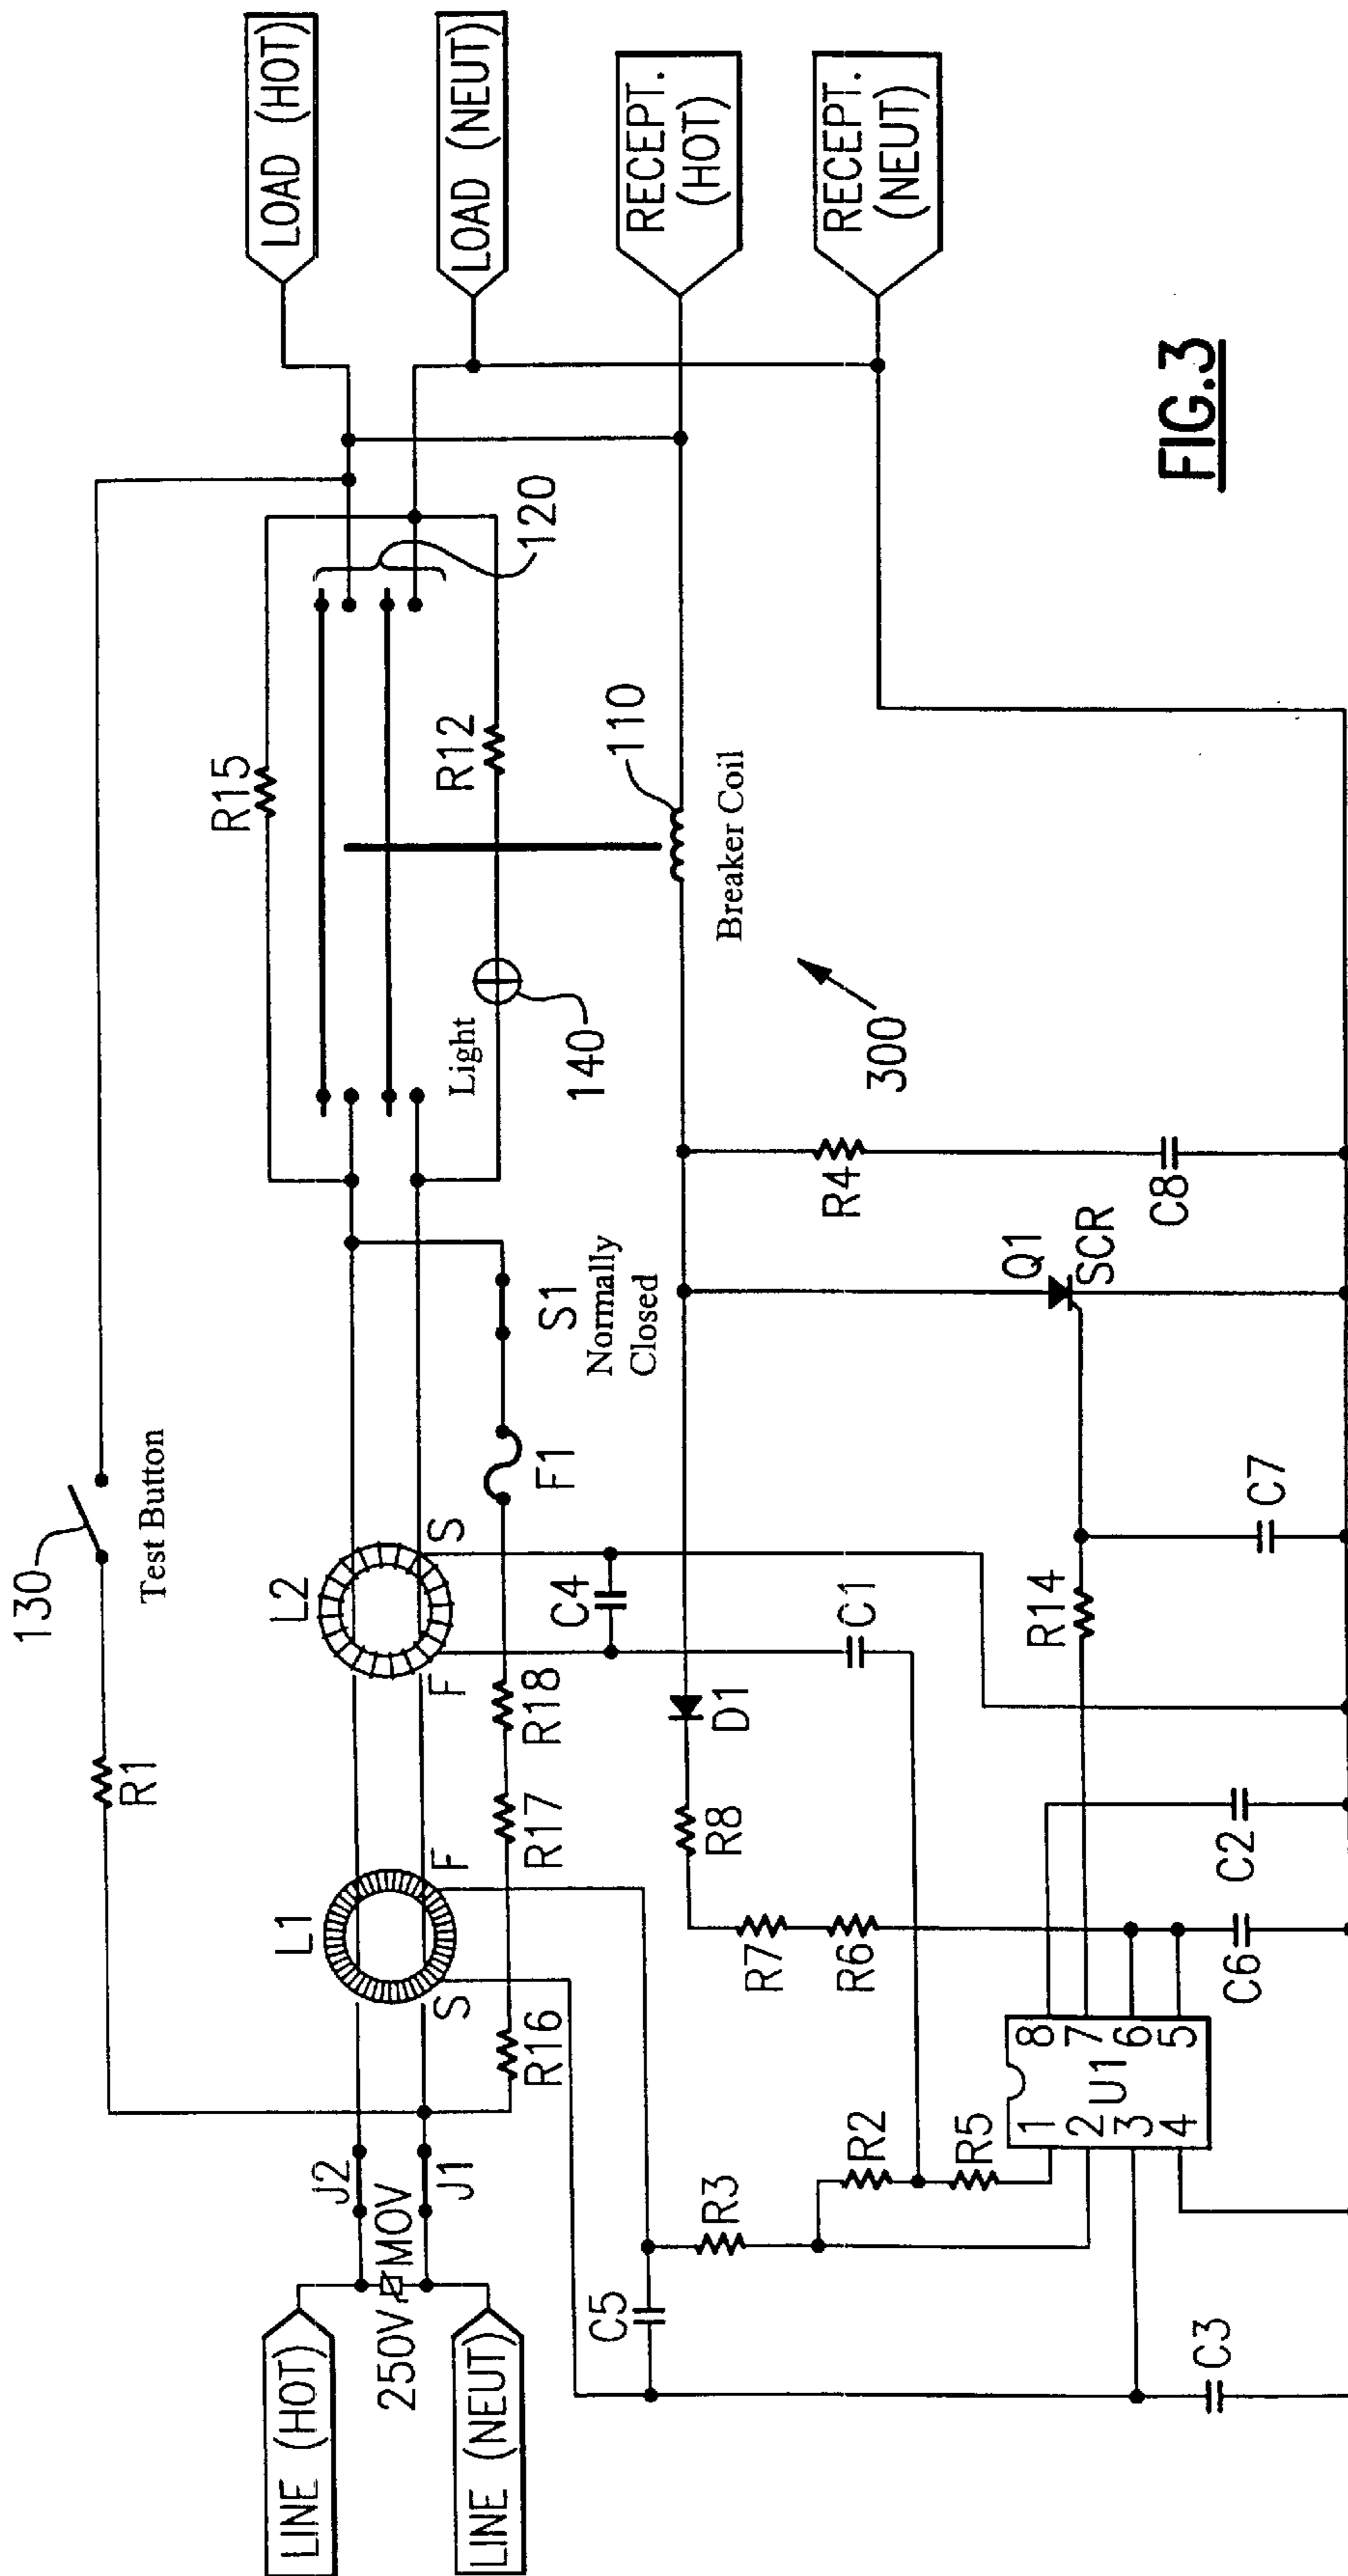 130
Test Button
R1
LINE (HOT)
250V
MOV
LINE (NEUT)
J2
J1
L1
S
F
L2
F
S
R16
R17
R18
F1
S1
Normally
Closed
R15
120
Light
140
R12
LOAD (HOT)
LOAD (NEUT)
RECEPT.
(HOT)
RECEPT.
(NEUT)
110
Breaker Coil
300
C5
R3
R2
R5
C3
C4
C1
D1
R8
R7
R6
U1
1
2
3
4
8
7
6
5
C6
C2
R14
C7
Q1
SCR
R4
C8
FIG.3